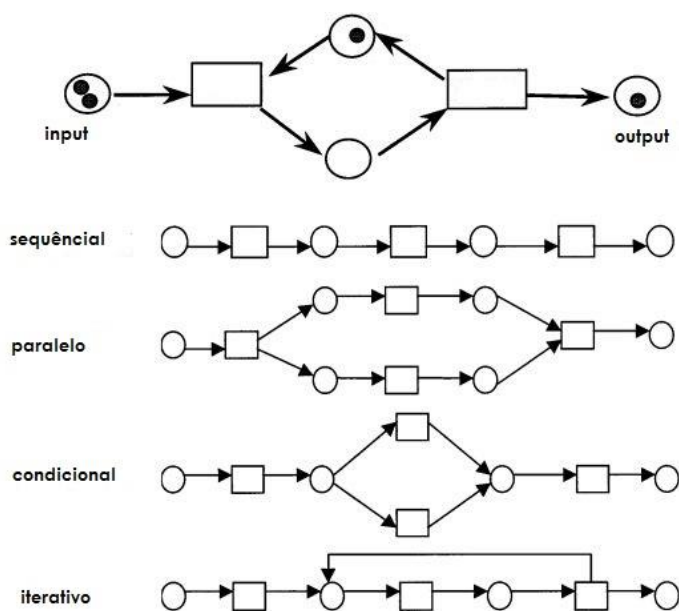 input
output
sequêncial
paralelo
condicional
iterativo